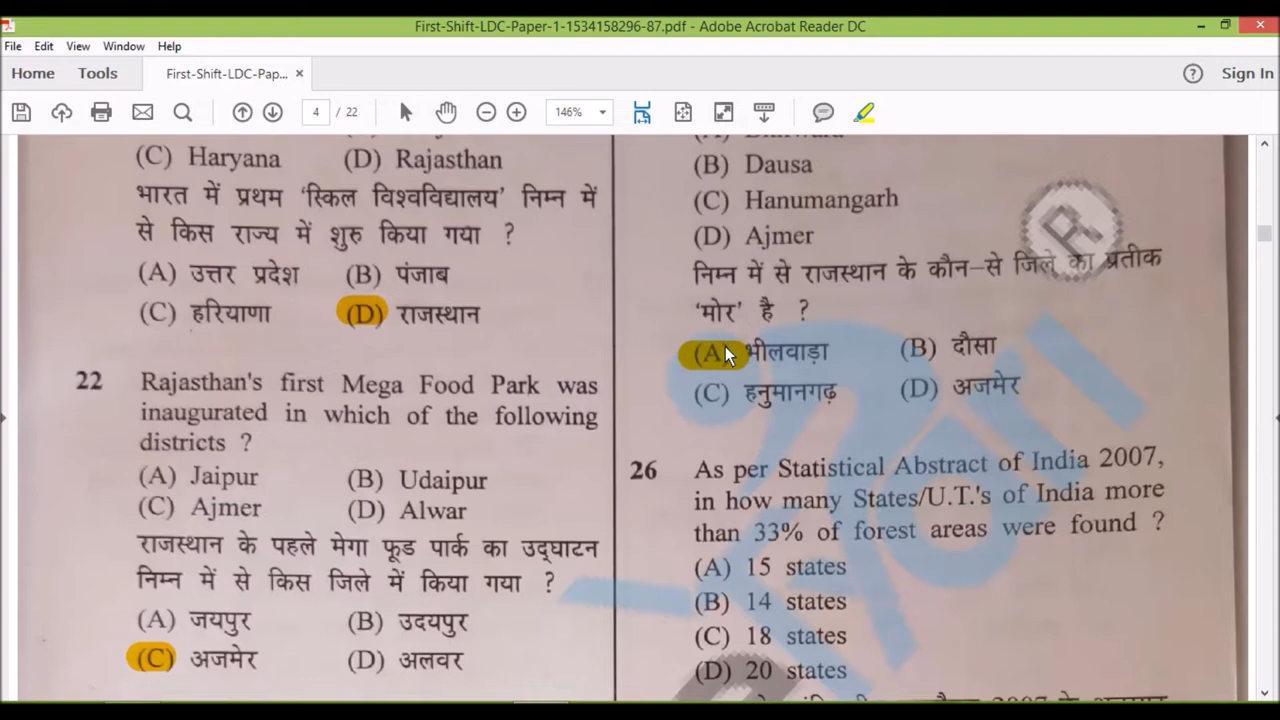 First-Shift-LDC-Paper-1-1534158296-87.pdf - Adobe Acrobat Reader DC
File Edit View Window Help
Home Tools First-Shift-LDC-Pap... × Sign In
4 / 22 146%
(C) Haryana (D) Rajasthan
भारत में प्रथम ‘स्किल विश्वविद्यालय’ निम्न में
से किस राज्य में शुरु किया गया ?
(A) उत्तर प्रदेश (B) पंजाब
(C) हरियाणा (D) राजस्थान
22 Rajasthan's first Mega Food Park was
inaugurated in which of the following
districts ?
(A) Jaipur (B) Udaipur
(C) Ajmer (D) Alwar
राजस्थान के पहले मेगा फूड पार्क का उद्‌घाटन
निम्न में से किस जिले में किया गया ?
(A) जयपुर (B) उदयपुर
(C) अजमेर (D) अलवर
(B) Dausa
(C) Hanumangarh
(D) Ajmer
निम्न में से राजस्थान के कौन-से जिले का प्रतीक
‘मोर’ है ?
(A) भीलवाड़ा (B) दौसा
(C) हनुमानगढ़ (D) अजमेर
26 As per Statistical Abstract of India 2007,
in how many States/U.T.'s of India more
than 33% of forest areas were found ?
(A) 15 states
(B) 14 states
(C) 18 states
(D) 20 states
R